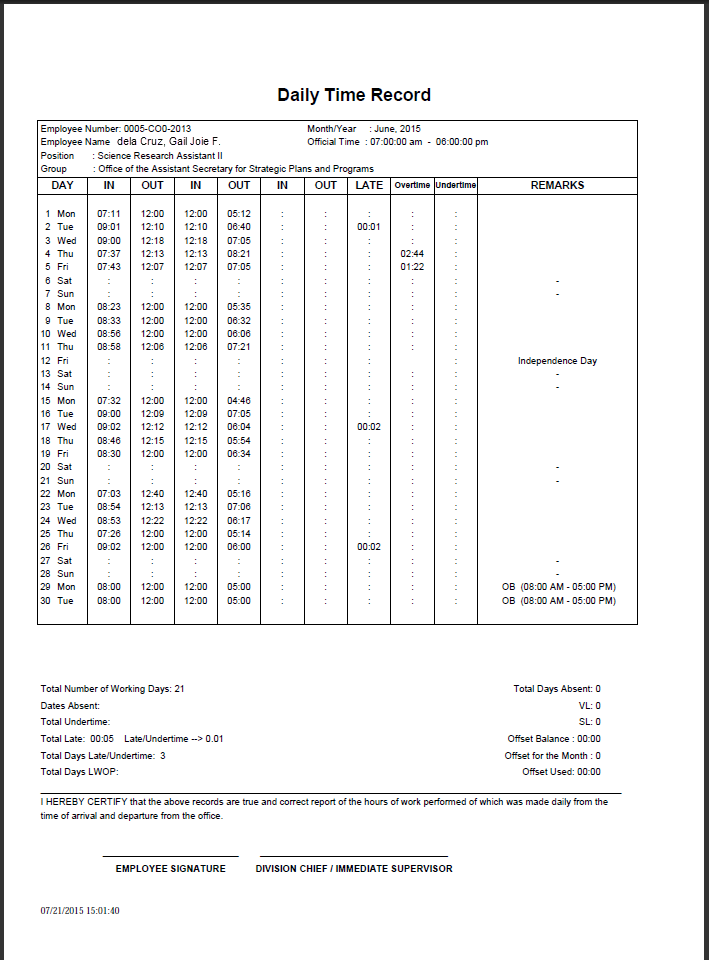 Daily Time Record
Employee Number: 0005-CO0-2013 Month/Year : June, 2015
Employee Name dela Cruz, Gail Joie F. Official Time : 07:00:00 am - 06:00:00 pm
Position : Science Research Assistant II
Group : Office of the Assistant Secretary for Strategic Plans and Programs
DAY IN OUT IN OUT IN OUT LATE Overtime Undertime REMARKS
1 Mon 07:11 12:00 12:00 05:12 : : : : :
2 Tue 09:01 12:10 12:10 06:40 : : 00:01 : :
3 Wed 09:00 12:18 12:18 07:05 : : : : :
4 Thu 07:37 12:13 12:13 08:21 : : : 02:44 :
5 Fri 07:43 12:07 12:07 07:05 : : : 01:22 :
6 Sat : : : : : : : : : -
7 Sun : : : : : : : : : -
8 Mon 08:23 12:00 12:00 05:35 : : : : :
9 Tue 08:33 12:00 12:00 06:32 : : : : :
10 Wed 08:56 12:00 12:00 06:06 : : : : :
11 Thu 08:58 12:06 12:06 07:21 : : : : :
12 Fri : : : : : : : : Independence Day
13 Sat : : : : : : : : : -
14 Sun : : : : : : : : : -
15 Mon 07:32 12:00 12:00 04:46 : : : : :
16 Tue 09:00 12:09 12:09 07:05 : : : : :
17 Wed 09:02 12:12 12:12 06:04 : : 00:02 : :
18 Thu 08:46 12:15 12:15 05:54 : : : : :
19 Fri 08:30 12:00 12:00 06:34 : : : : :
20 Sat : : : : : : : : : -
21 Sun : : : : : : : : : -
22 Mon 07:03 12:40 12:40 05:16 : : : : :
23 Tue 08:54 12:13 12:13 07:06 : : : : :
24 Wed 08:53 12:22 12:22 06:17 : : : : :
25 Thu 07:26 12:00 12:00 05:14 : : : : :
26 Fri 09:02 12:00 12:00 06:00 : : 00:02 : :
27 Sat : : : : : : : : : -
28 Sun : : : : : : : : : -
29 Mon 08:00 12:00 12:00 05:00 : : : : : OB (08:00 AM - 05:00 PM)
30 Tue 08:00 12:00 12:00 05:00 : : : : : OB (08:00 AM - 05:00 PM)
Total Number of Working Days: 21 Total Days Absent: 0
Dates Absent: VL: 0
Total Undertime: SL: 0
Total Late: 00:05 Late/Undertime --> 0.01 Offset Balance : 00:00
Total Days Late/Undertime: 3 Offset for the Month : 0
Total Days LWOP: Offset Used: 00:00
I HEREBY CERTIFY that the above records are true and correct report of the hours of work performed of which was made daily from the
time of arrival and departure from the office.
EMPLOYEE SIGNATURE DIVISION CHIEF / IMMEDIATE SUPERVISOR
07/21/2015 15:01:40